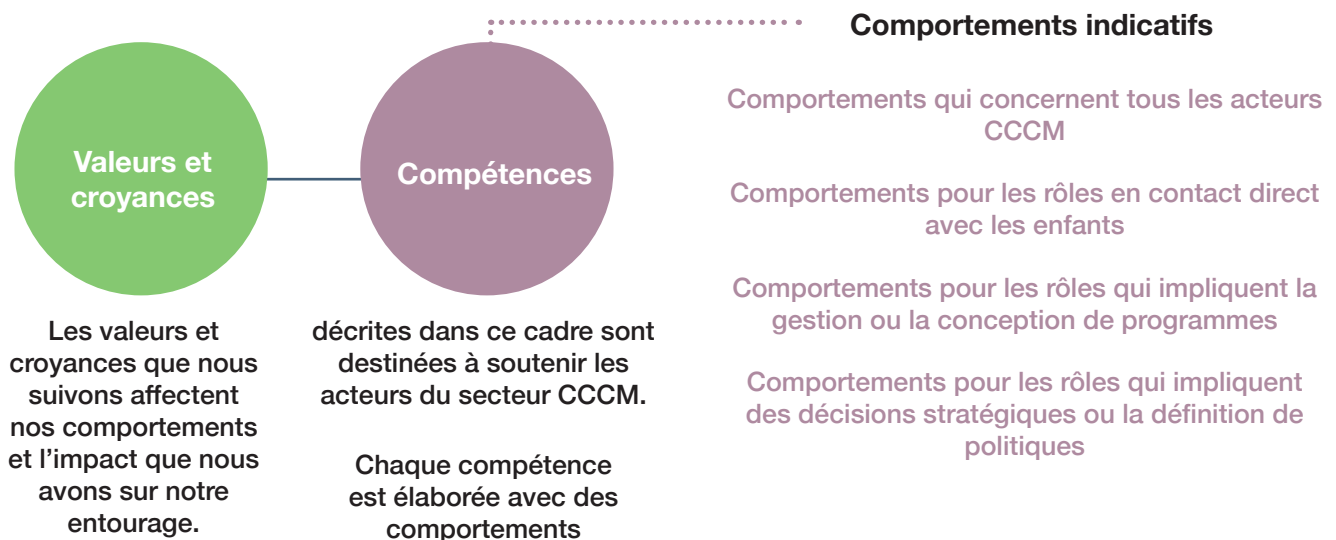 Valeurs et
croyances
Les valeurs et
croyances que nous
suivons affectent
nos comportements
et l'impact que nous
avons sur notre
entourage.
Compétences
décrites dans ce cadre sont
destinées à soutenir les
acteurs du secteur CCCM.
Chaque compétence
est élaborée avec des
comportements
Comportements indicatifs
Comportements qui concernent tous les acteurs
CCCM
Comportements pour les rôles en contact direct
avec les enfants
Comportements pour les rôles qui impliquent la
gestion ou la conception de programmes
Comportements pour les rôles qui impliquent
des décisions stratégiques ou la définition de
politiques